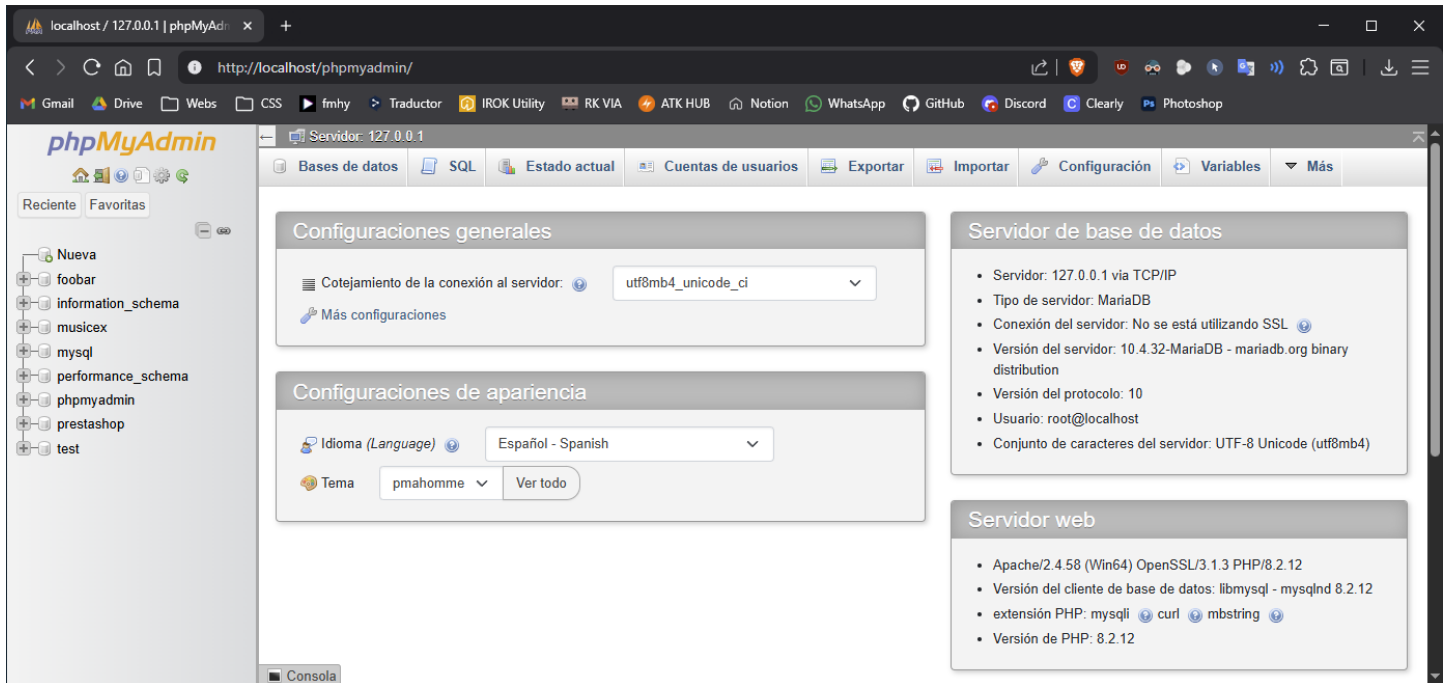 localhost / 127.0.0.1 | phpMyAdn
http://localhost/phpmyadmin/
Gmail Drive Webs CSS fmhy Traductor IROK Utility RK VIA ATK HUB Notion WhatsApp GitHub Discord Clearly Photoshop
phpMyAdmin
Reciente Favoritas
Nueva
foobar
information_schema
musicex
mysql
performance_schema
phpmyadmin
prestashop
test
Servidor: 127.0.0.1
Bases de datos SQL Estado actual Cuentas de usuarios Exportar Importar Configuración Variables Más
Configuraciones generales
Cotejamiento de la conexión al servidor: utf8mb4_unicode_ci
Más configuraciones
Configuraciones de apariencia
Idioma (Language) Español - Spanish
Tema pmahomme Ver todo
Servidor de base de datos
Servidor: 127.0.0.1 via TCP/IP
Tipo de servidor: MariaDB
Conexión del servidor: No se está utilizando SSL
Versión del servidor: 10.4.32-MariaDB - mariadb.org binary
distribution
Versión del protocolo: 10
Usuario: root@localhost
Conjunto de caracteres del servidor: UTF-8 Unicode (utf8mb4)
Servidor web
Apache/2.4.58 (Win64) OpenSSL/3.1.3 PHP/8.2.12
Versión del cliente de base de datos: libmysql - mysqlnd 8.2.12
extensión PHP: mysqli curl mbstring
Versión de PHP: 8.2.12
Consola